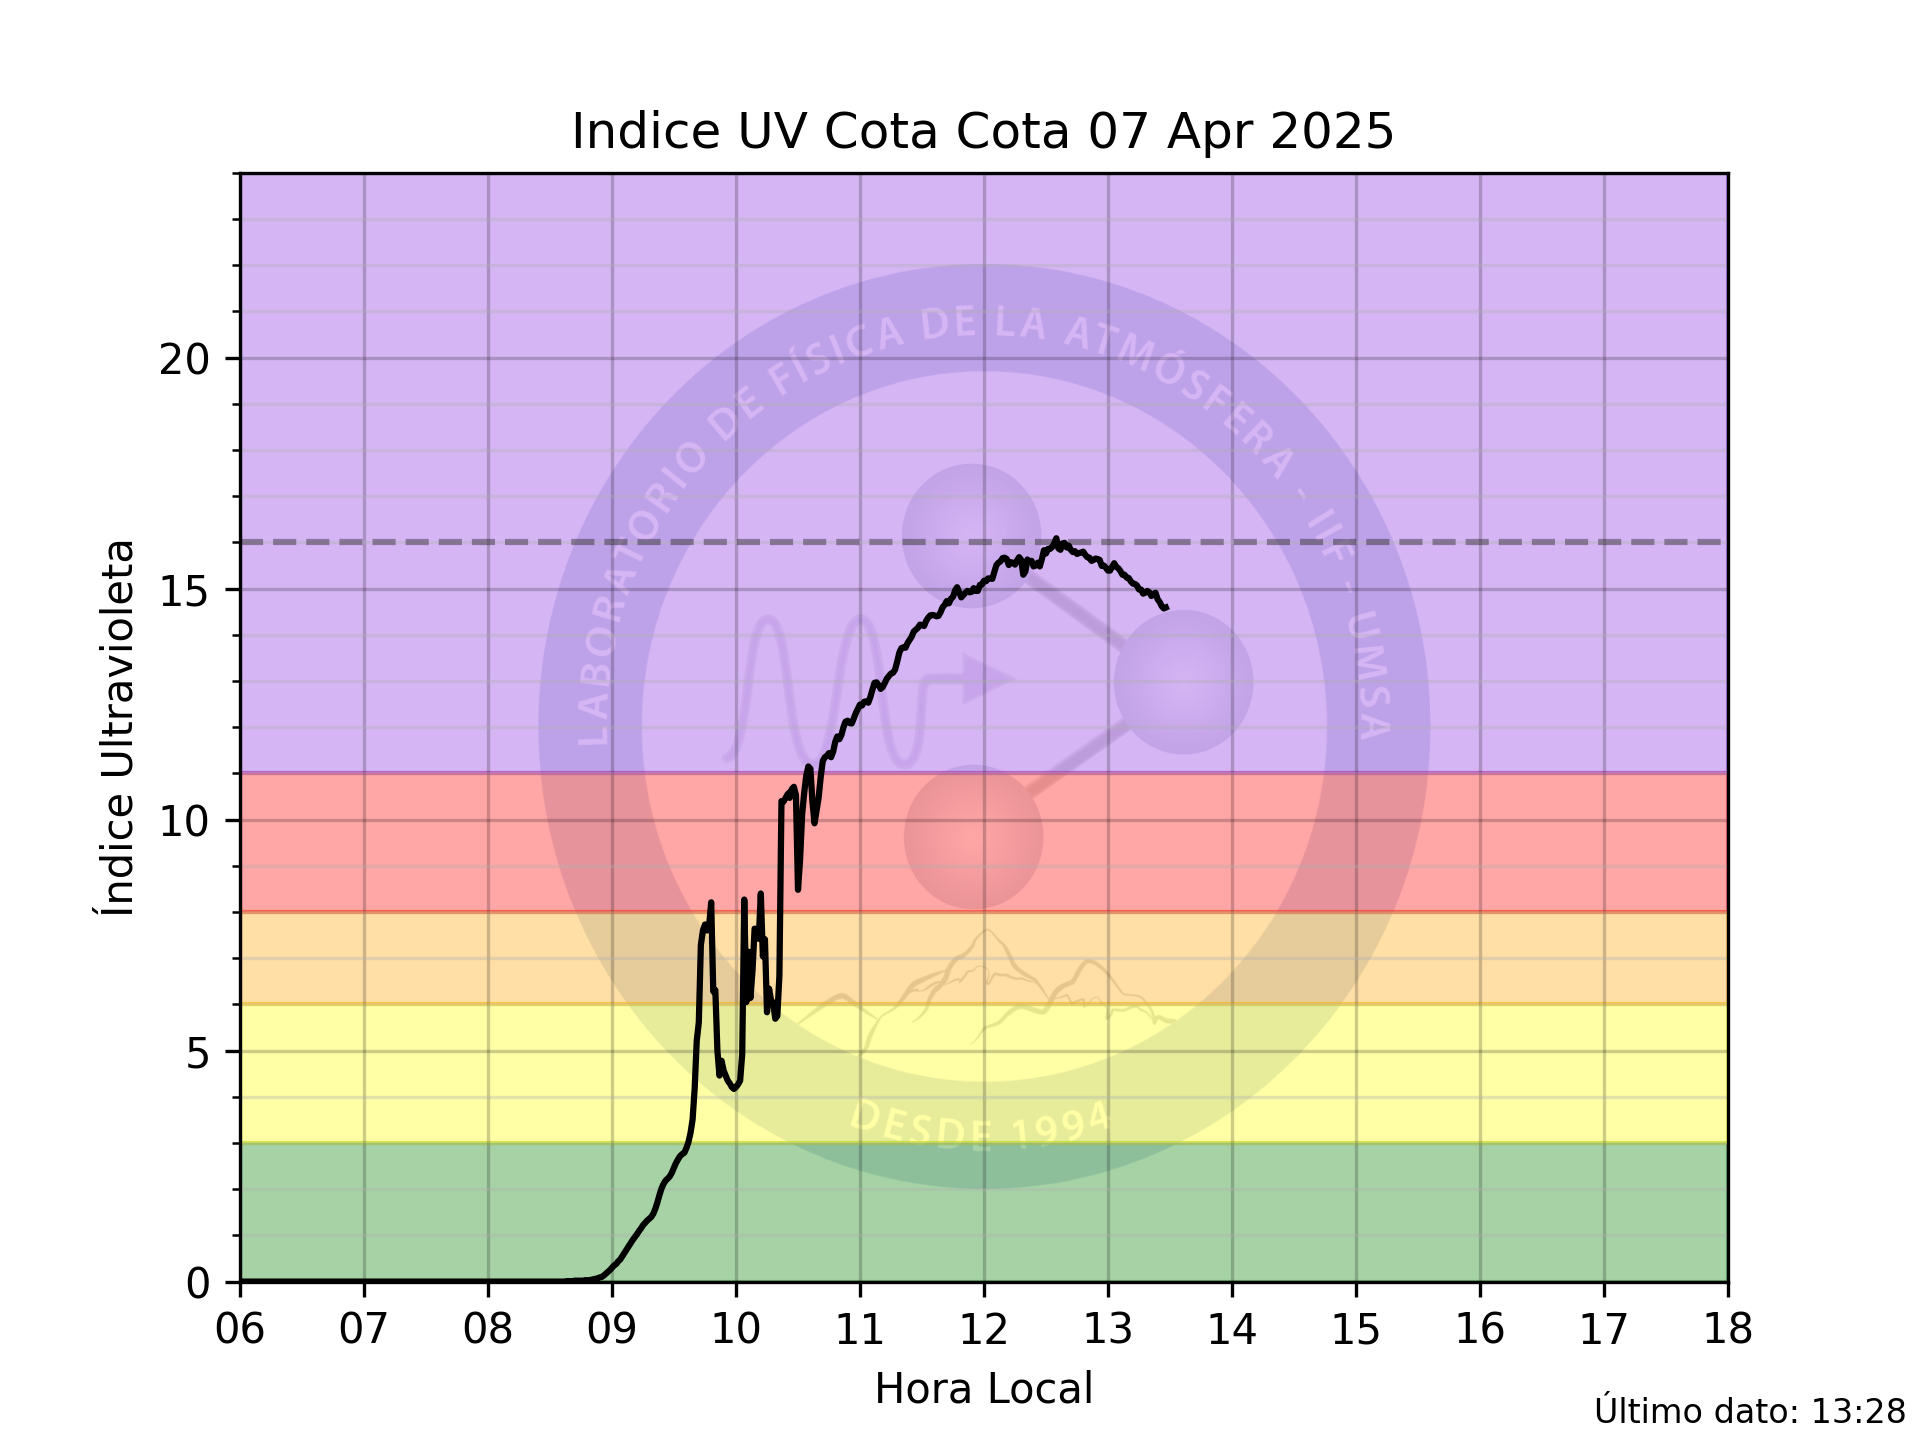 Indice UV Cota Cota 07 Apr 2025
Índice Ultravioleta
20
15
10
5
0
LABORATORIO DE FÍSICA DE LA ATMÓSFERA - IIF - UMSA
DESDE 1994
06 07 08 09 10 11 12 13 14 15 16 17 18
Hora Local
Último dato: 13:28